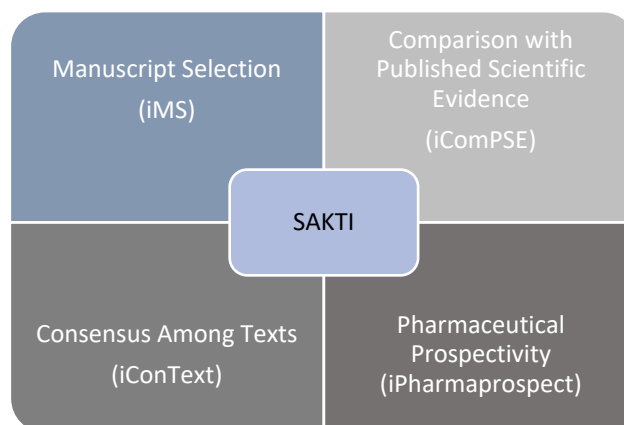 Manuscript Selection
(iMS)
Comparison with
Published Scientific
Evidence
(iComPSE)
SAKTI
Consensus Among Texts
(iConText)
Pharmaceutical
Prospectivity
(iPharmaprospect)